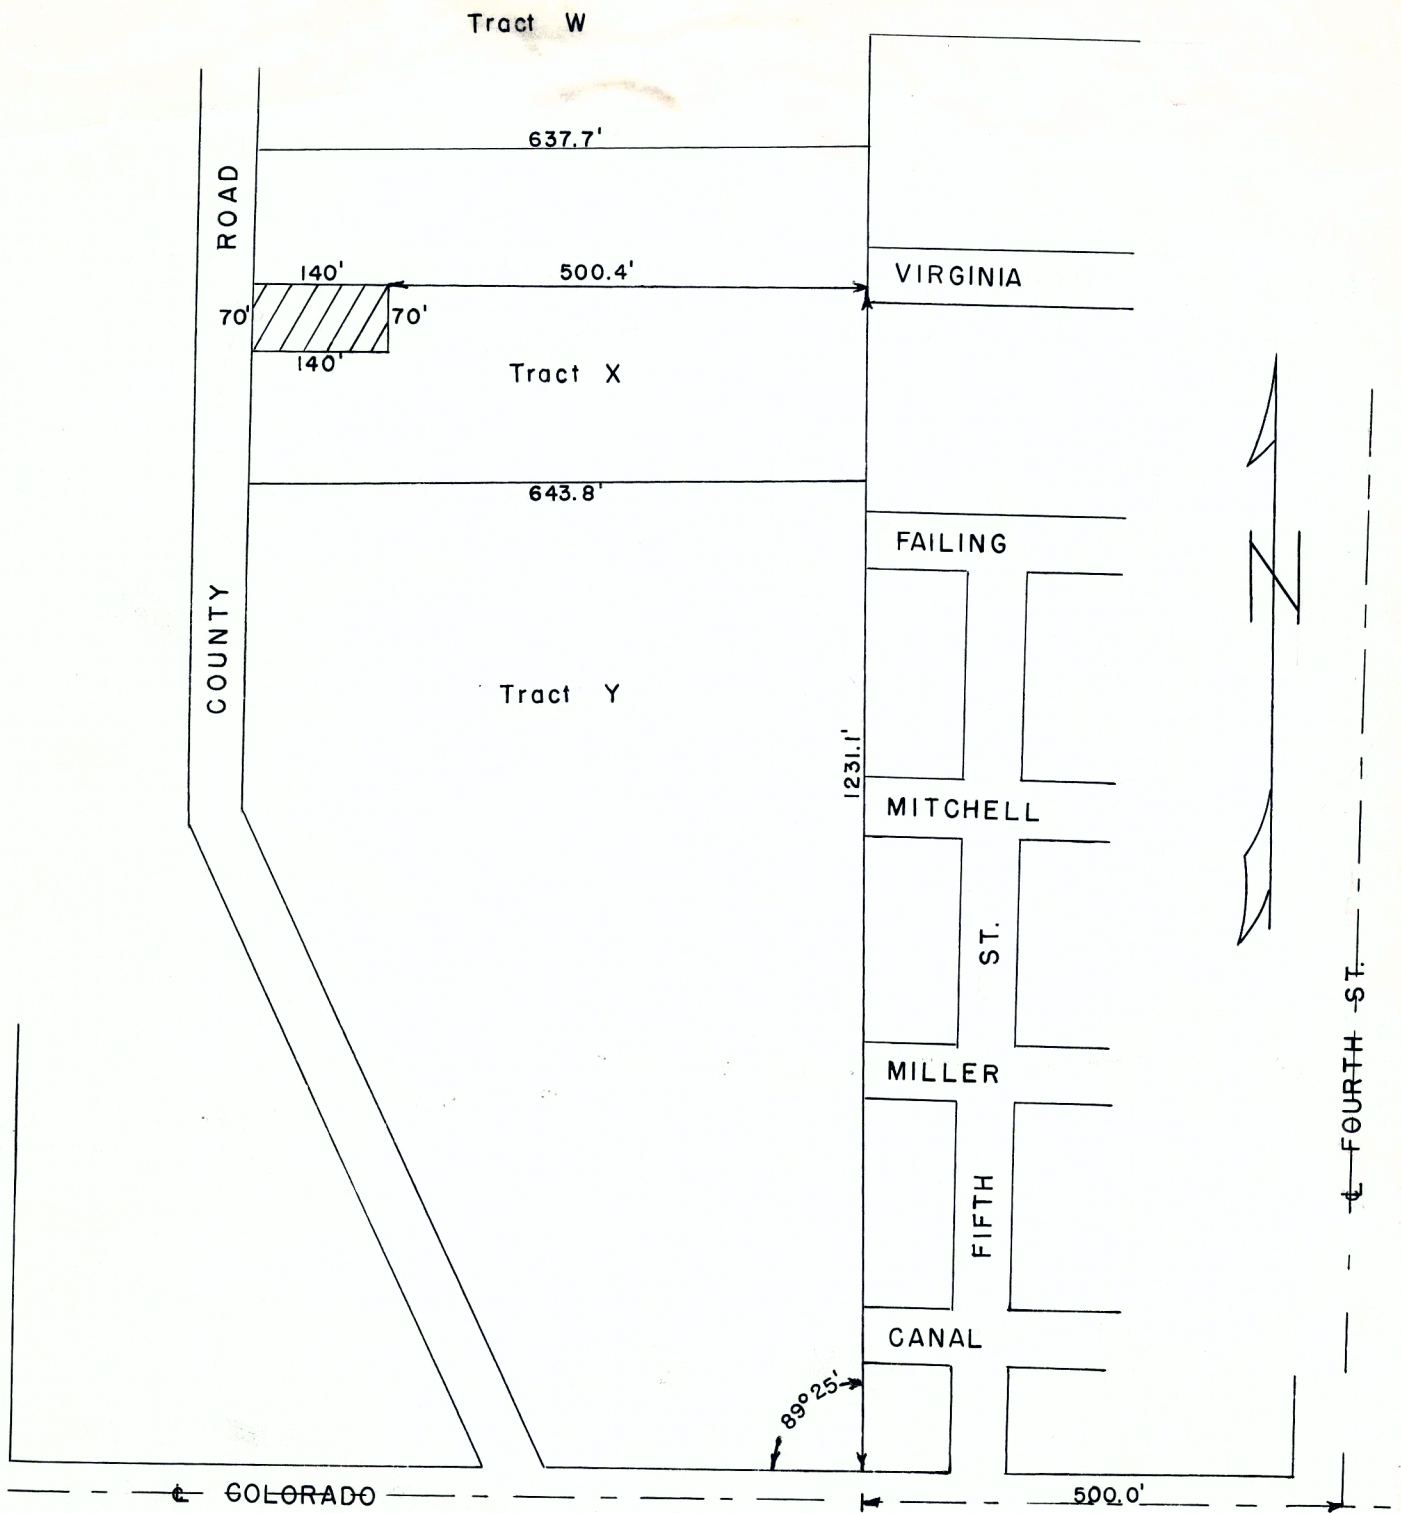 Tract W
637.7'
ROAD
140'
500.4'
VIRGINIA
70'
70'
140'
Tract X
643.8'
FAILING
N
COUNTY
Tract Y
1231.1'
MITCHELL
ST.
FOURTH ST.
MILLER
FIFTH
CANAL
89°25'
℄ COLORADO
℄
500.0'